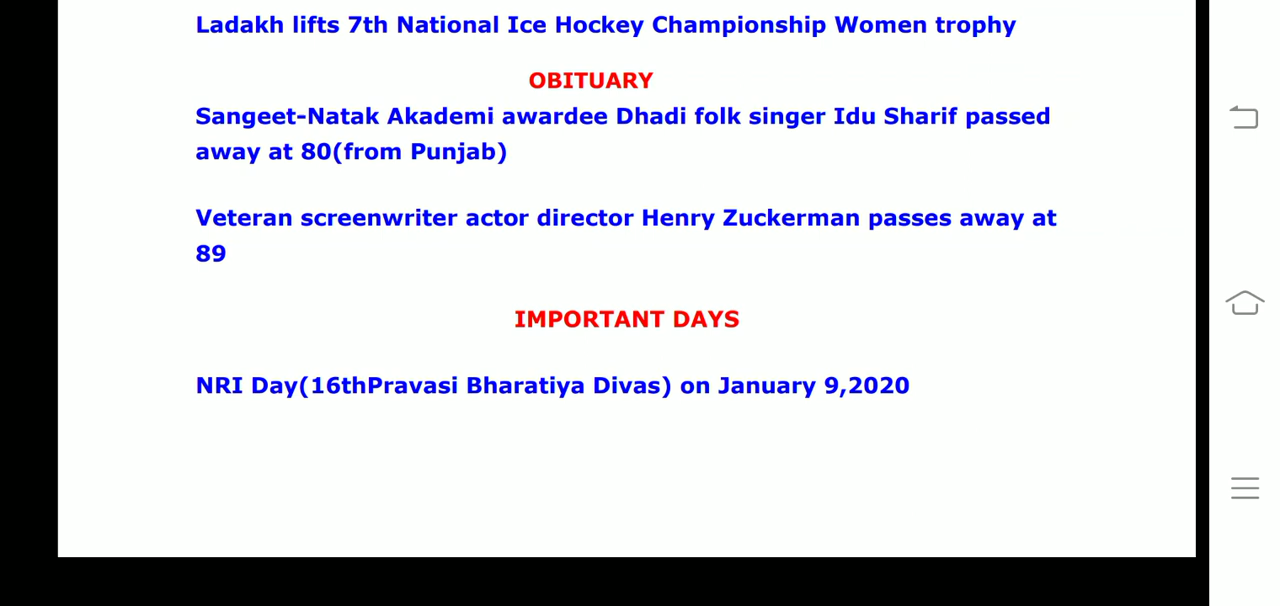 Ladakh lifts 7th National Ice Hockey Championship Women trophy
OBITUARY
Sangeet-Natak Akademi awardee Dhadi folk singer Idu Sharif passed
away at 80(from Punjab)
Veteran screenwriter actor director Henry Zuckerman passes away at
89
IMPORTANT DAYS
NRI Day(16thPravasi Bharatiya Divas) on January 9,2020